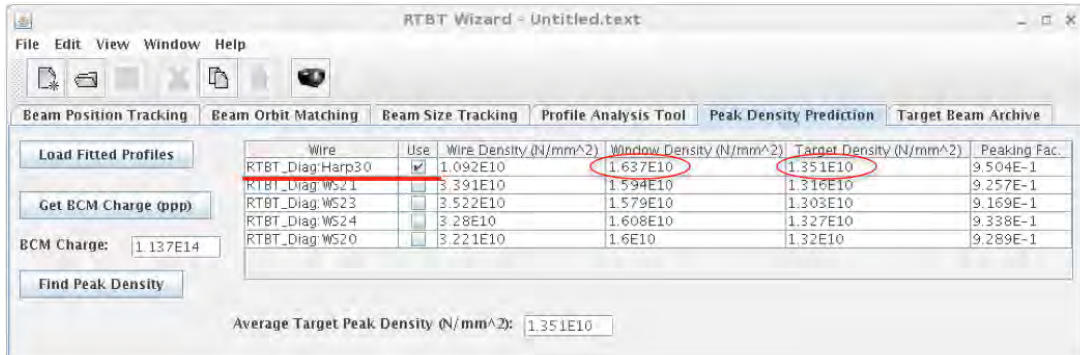 RTBT Wizard - Untitled.text
File Edit View Window Help
Beam Position Tracking Beam Orbit Matching Beam Size Tracking Profile Analysis Tool Peak Density Prediction Target Beam Archive
Load Fitted Profiles
Get BCM Charge (ppp)
BCM Charge: 1.137E14
Find Peak Density
Wire Use Wire Density (N/mm^2) Window Density (N/mm^2) Target Density (N/mm^2) Peaking Fac.
RTBT_Diag:Harp30 1.092E10 1.637E10 1.351E10 9.504E-1
RTBT_Diag:WS21 3.391E10 1.594E10 1.316E10 9.257E-1
RTBT_Diag:WS23 3.522E10 1.579E10 1.303E10 9.169E-1
RTBT_Diag:WS24 3.28E10 1.608E10 1.327E10 9.338E-1
RTBT_Diag:WS20 3.221E10 1.6E10 1.32E10 9.289E-1
Average Target Peak Density (N/mm^2): 1.351E10